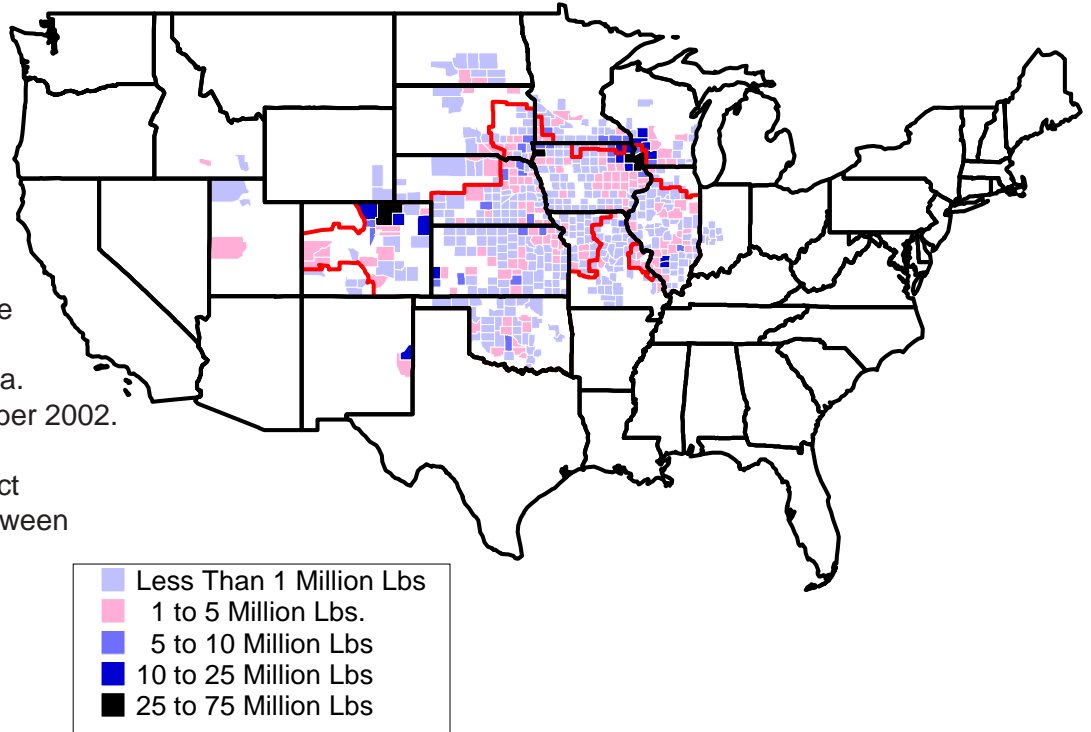 e
a.
ber 2002.
ct
ween
Less Than 1 Million Lbs
1 to 5 Million Lbs.
5 to 10 Million Lbs
10 to 25 Million Lbs
25 to 75 Million Lbs